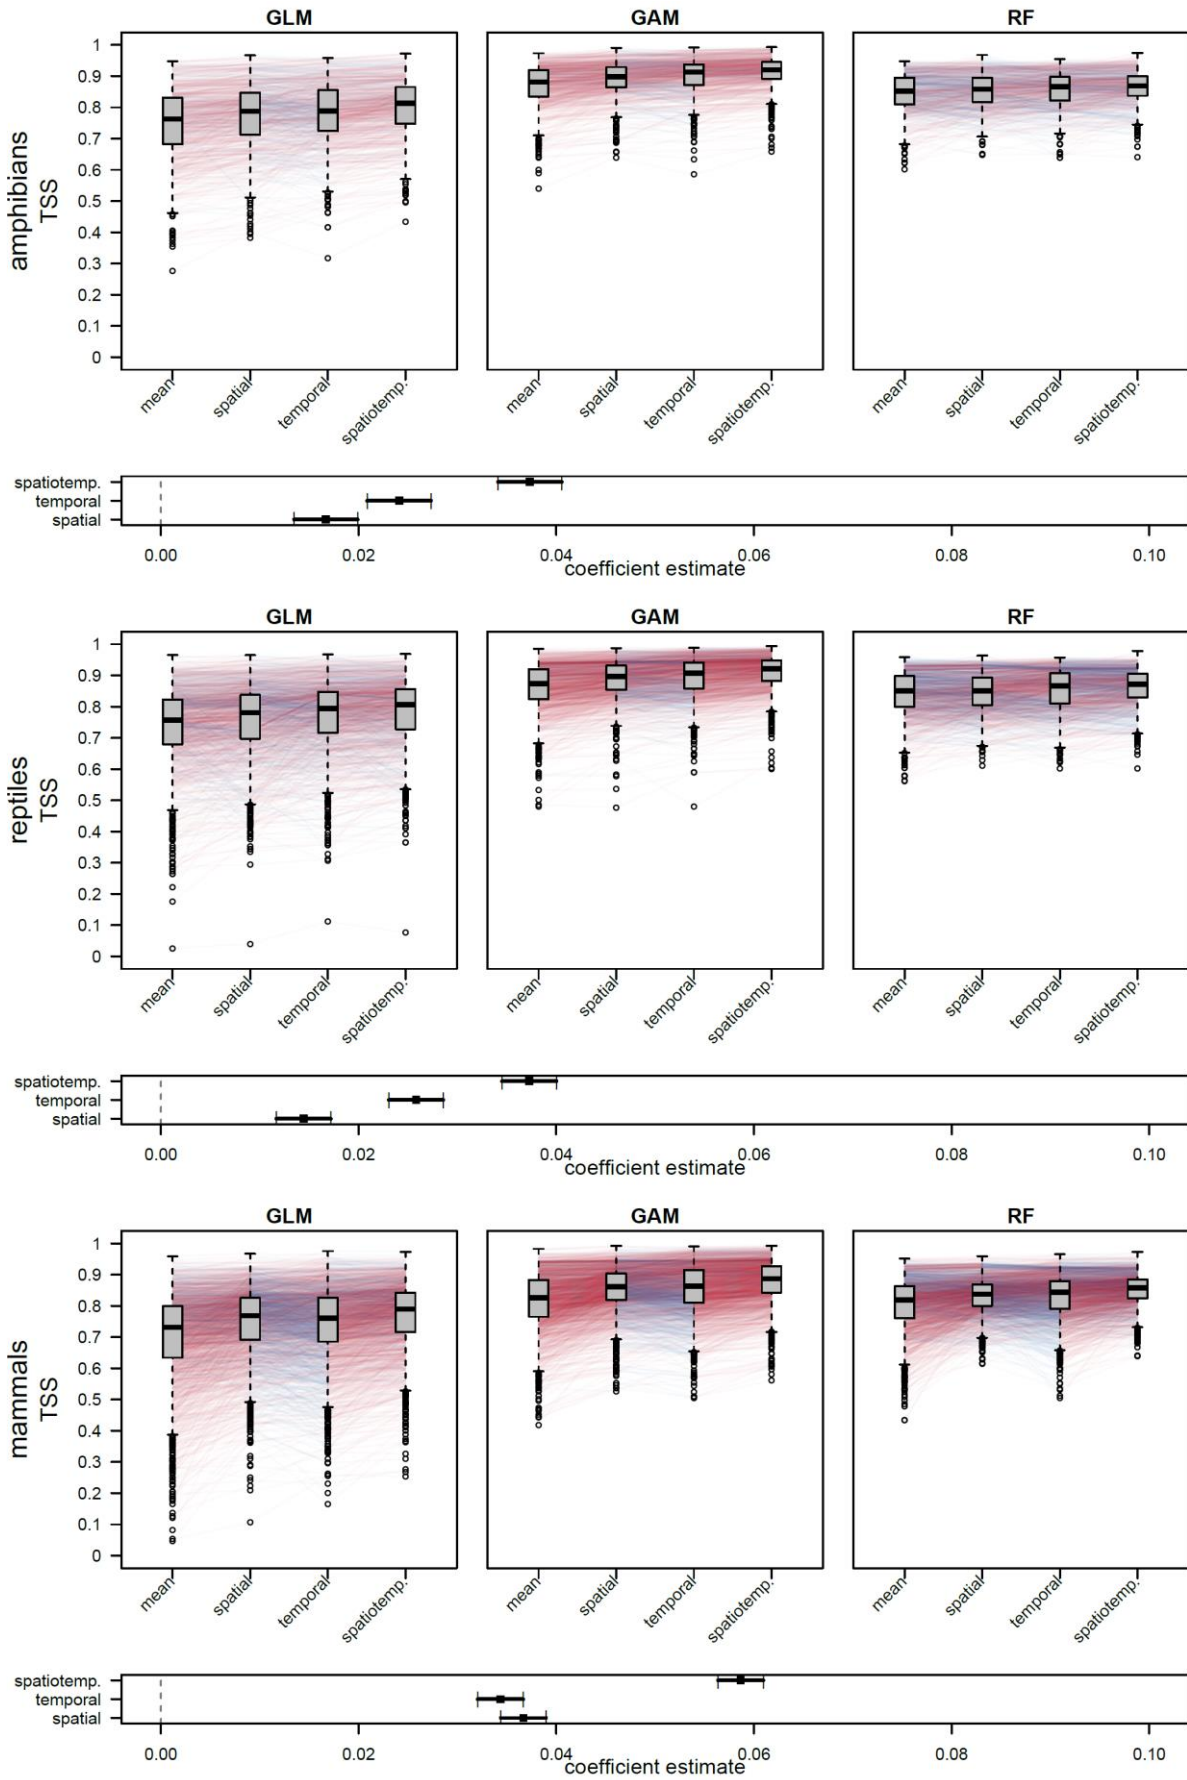 GLM GAM RF
1
0.9
0.8
0.7
0.6
0.5
0.4
0.3
0.2
0.1
0
amphibians
TSS
mean spatial temporal spatiotemp. mean spatial temporal spatiotemp. mean spatial temporal spatiotemp.
spatiotemp.
temporal
spatial
0.00 0.02 0.04 0.06 0.08 0.10
coefficient estimate
GLM GAM RF
1
0.9
0.8
0.7
0.6
0.5
0.4
0.3
0.2
0.1
0
reptiles
TSS
mean spatial temporal spatiotemp. mean spatial temporal spatiotemp. mean spatial temporal spatiotemp.
spatiotemp.
temporal
spatial
0.00 0.02 0.04 0.06 0.08 0.10
coefficient estimate
GLM GAM RF
1
0.9
0.8
0.7
0.6
0.5
0.4
0.3
0.2
0.1
0
mammals
TSS
mean spatial temporal spatiotemp. mean spatial temporal spatiotemp. mean spatial temporal spatiotemp.
spatiotemp.
temporal
spatial
0.00 0.02 0.04 0.06 0.08 0.10
coefficient estimate